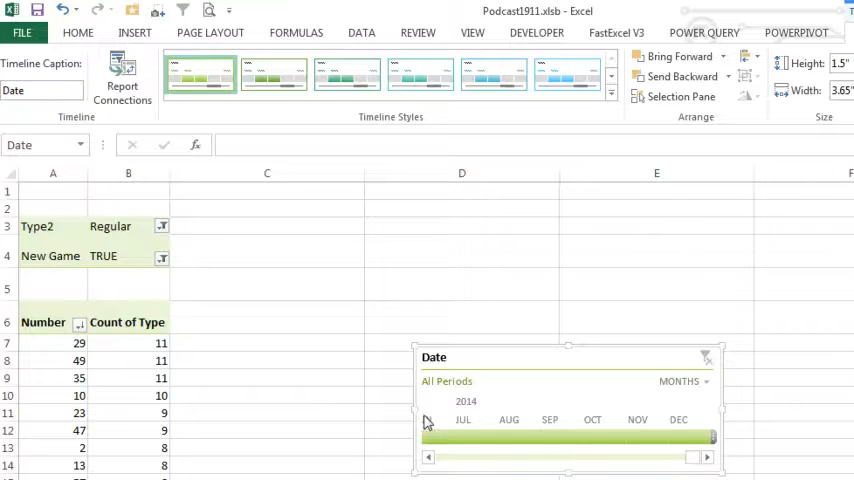 Podcast1911.xlsb - Excel
FILE HOME INSERT PAGE LAYOUT FORMULAS DATA REVIEW VIEW DEVELOPER FastExcel V3 POWER QUERY POWERPIVOT
Timeline Caption:
Date
Report
Connections
Timeline
Timeline Styles
Bring Forward
Send Backward
Selection Pane
Arrange
Height: 1.5"
Width: 3.65"
Size
Date
fx
A B C D E F
1
2
3 Type2 Regular
4 New Game TRUE
5
6 Number Count of Type
7 29 11
8 49 11
9 35 11
10 10 10
11 23 9
12 47 9
13 2 8
14 13 8
Date
All Periods MONTHS
2014
JUL AUG SEP OCT NOV DEC